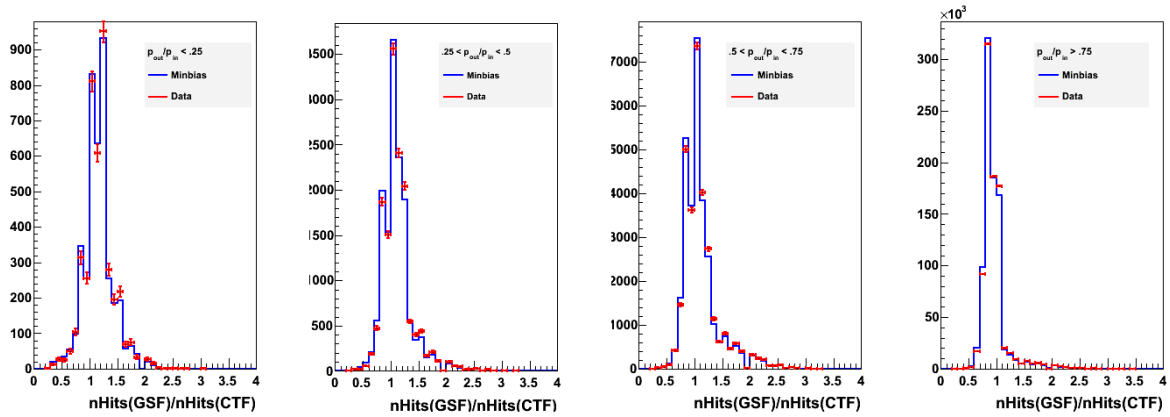 p_out/p_in < .25
Minbias
Data
900
800
700
600
500
400
300
200
100
0
0 0.5 1 1.5 2 2.5 3 3.5 4
nHits(GSF)/nHits(CTF)
.25 < p_out/p_in < .5
Minbias
Data
500
0
0 0.5 1 1.5 2 2.5 3 3.5 4
nHits(GSF)/nHits(CTF)
.5 < p_out/p_in < .75
Minbias
Data
7000
6000
5000
4000
3000
2000
1000
0
0 0.5 1 1.5 2 2.5 3 3.5 4
nHits(GSF)/nHits(CTF)
×10³
p_out/p_in > .75
Minbias
Data
300
250
200
150
100
50
0
0 0.5 1 1.5 2 2.5 3 3.5 4
nHits(GSF)/nHits(CTF)